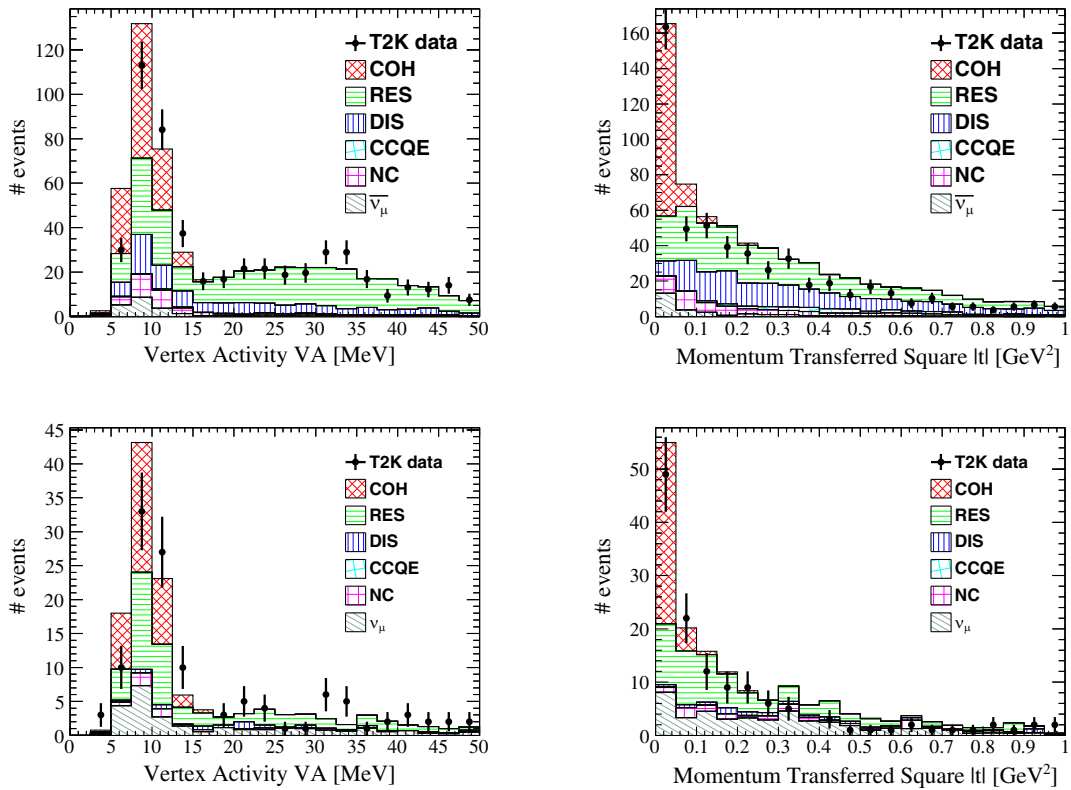 # events
120
100
80
60
40
20
0
T2K data
COH
RES
DIS
CCQE
NC
ν̅μ
0 5 10 15 20 25 30 35 40 45 50
Vertex Activity VA [MeV]
# events
160
140
120
100
80
60
40
20
0
T2K data
COH
RES
DIS
CCQE
NC
ν̅μ
0 0.1 0.2 0.3 0.4 0.5 0.6 0.7 0.8 0.9 1
Momentum Transferred Square |t| [GeV²]
# events
45
40
35
30
25
20
15
10
5
0
T2K data
COH
RES
DIS
CCQE
NC
νμ
0 5 10 15 20 25 30 35 40 45 50
Vertex Activity VA [MeV]
# events
50
40
30
20
10
0
T2K data
COH
RES
DIS
CCQE
NC
νμ
0 0.1 0.2 0.3 0.4 0.5 0.6 0.7 0.8 0.9 1
Momentum Transferred Square |t| [GeV²]